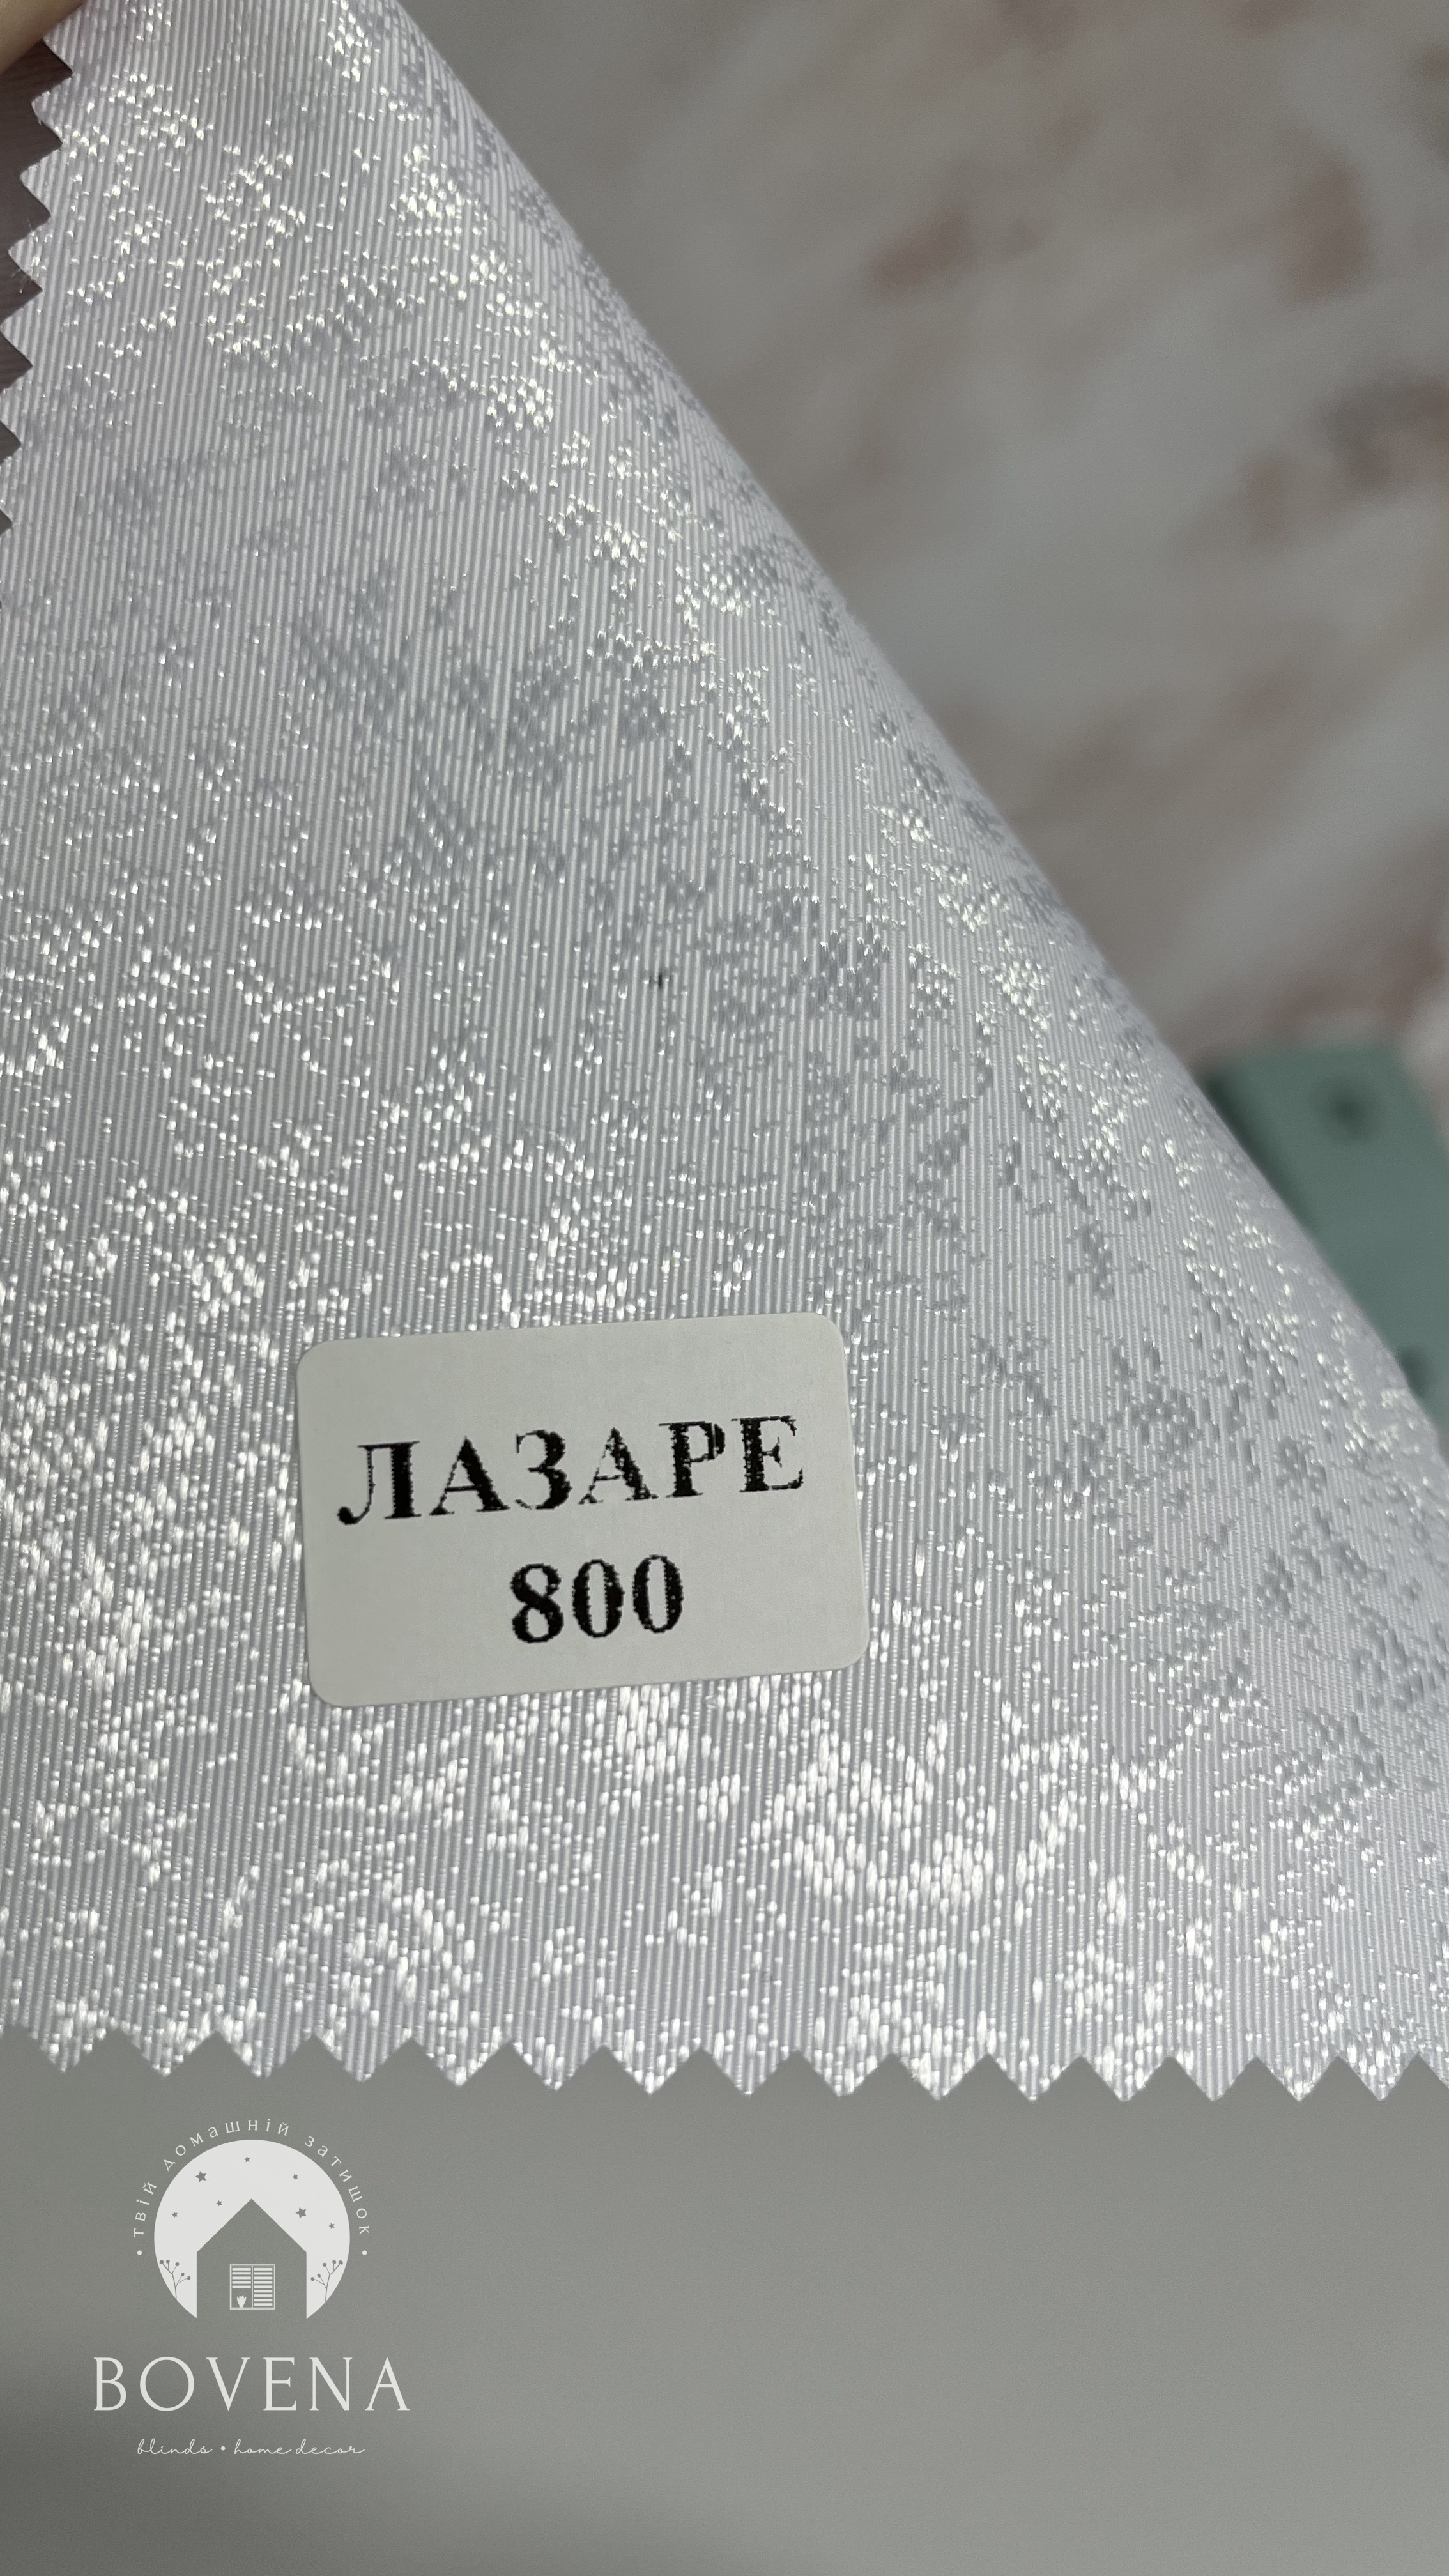 ЛАЗАРЕ
800
• ТВІЙ ДОМАШНІЙ ЗАТИШОК •
BOVENA
blinds • home decor